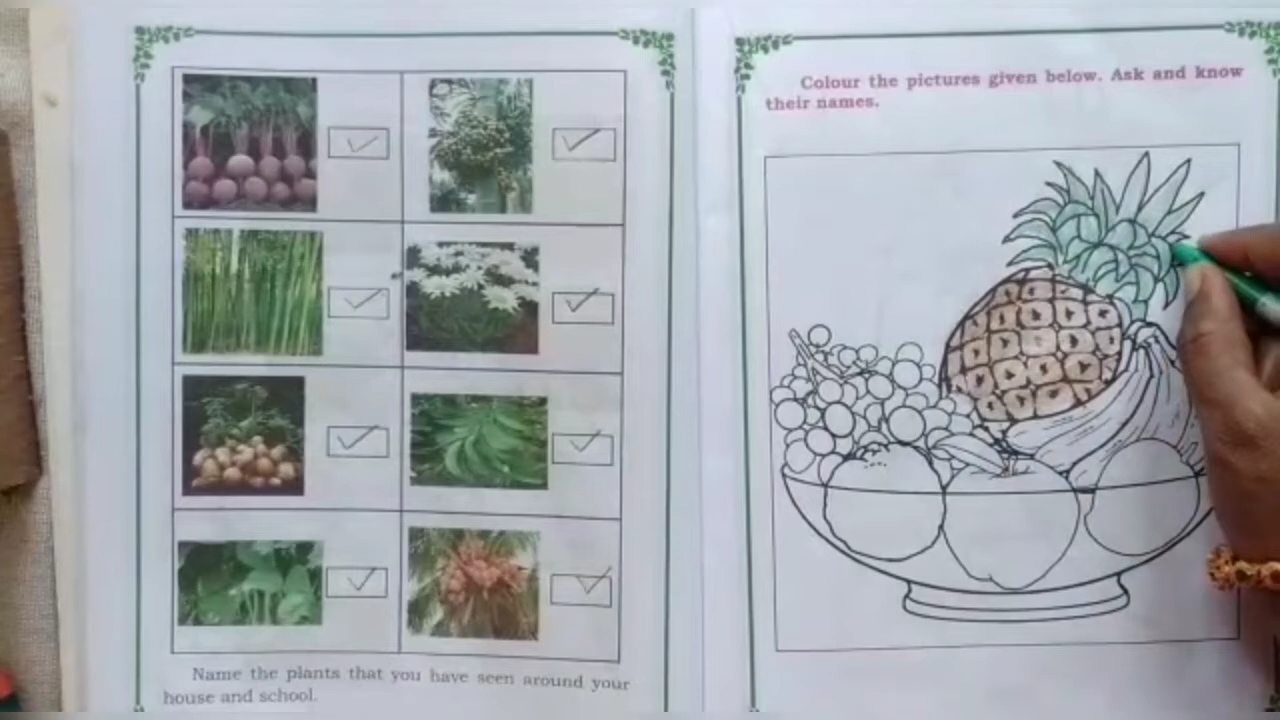 Name the plants that you have seen around your
house and school.
Colour the pictures given below. Ask and know
their names.